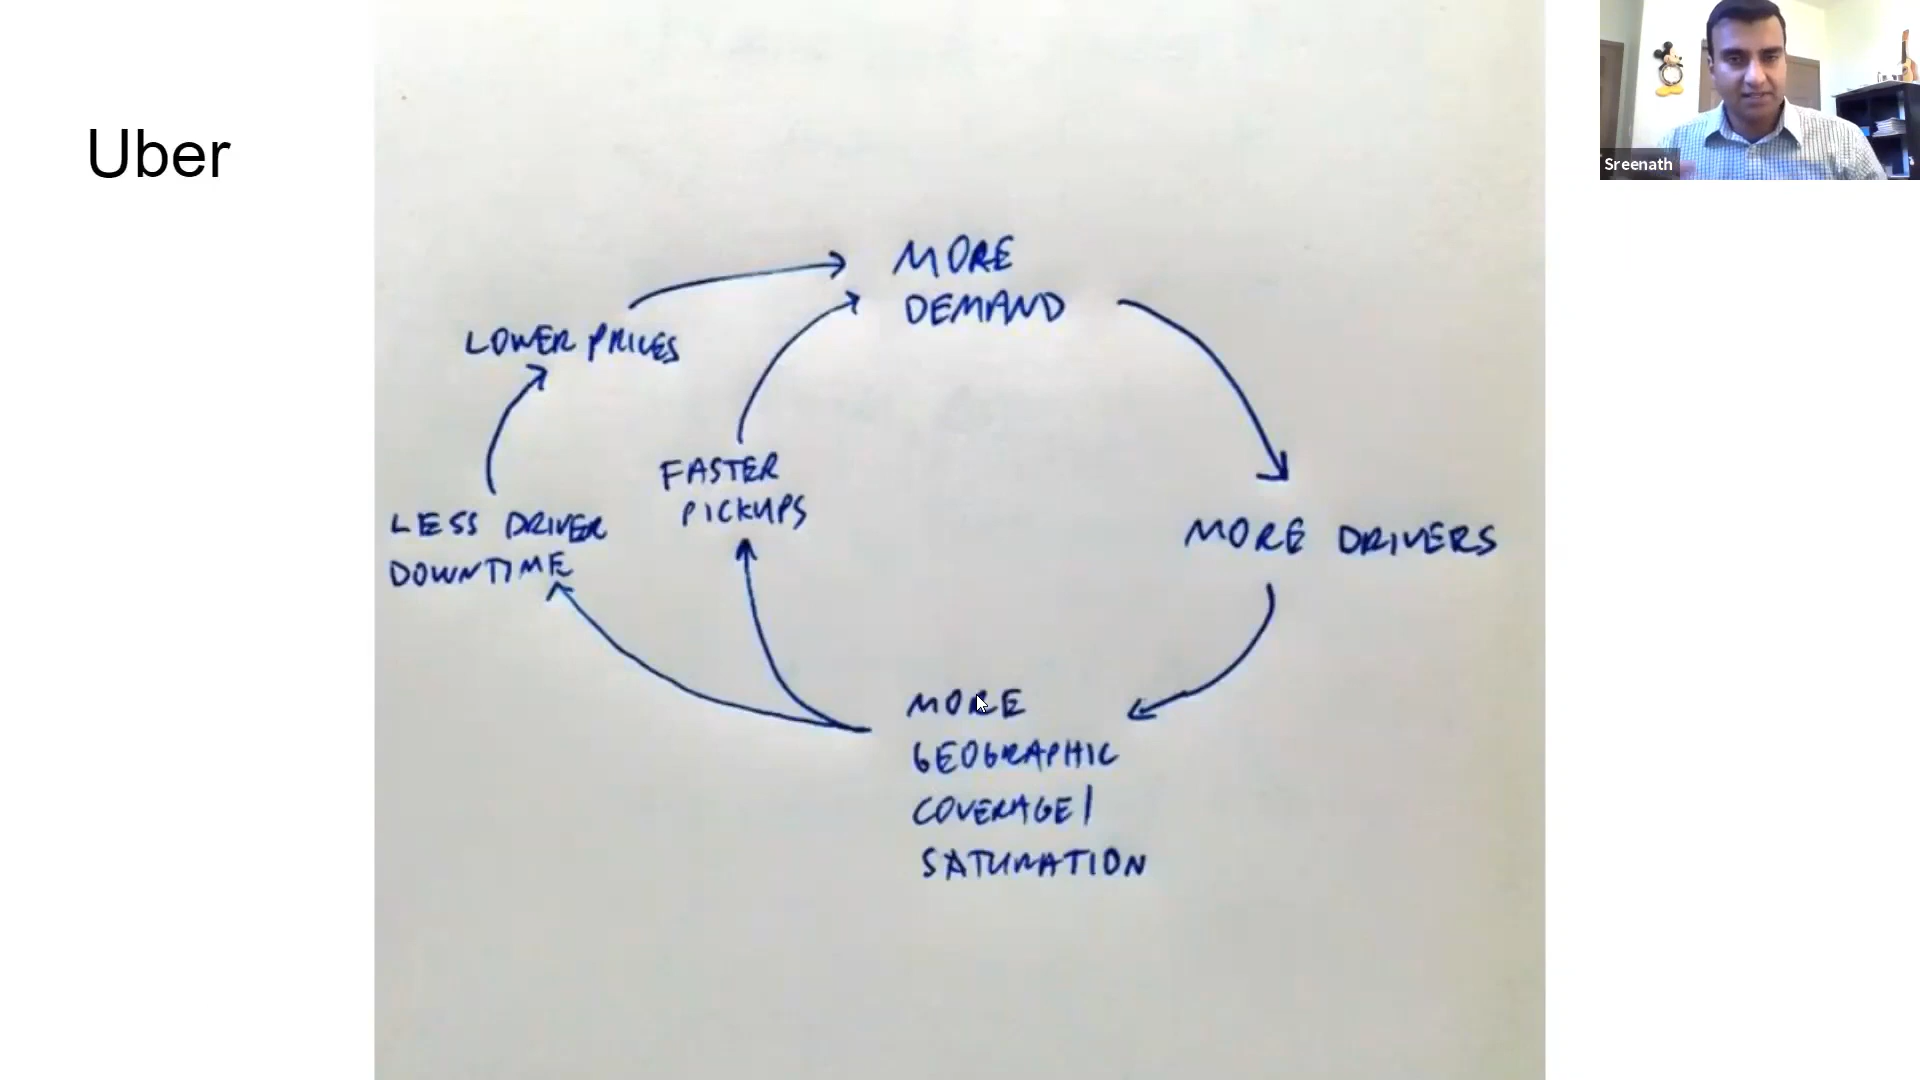 Uber
Sreenath
MORE
DEMAND
LOWER PRICES
FASTER
PICKUPS
LESS DRIVER
DOWNTIME
MORE DRIVERS
MORE
GEOGRAPHIC
COVERAGE/
SATURATION